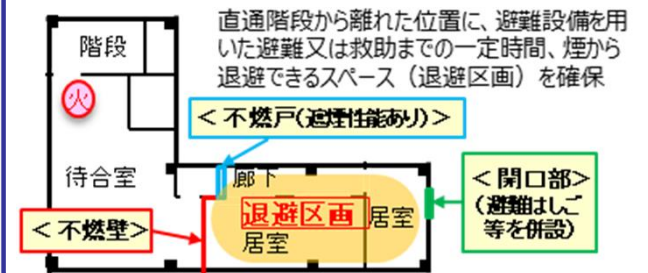 直通階段から離れた位置に、避難設備を用
いた避難又は救助までの一定時間、煙から
退避できるスペース（退避区画）を確保
階段
火
＜不燃戸(遮煙性能あり)＞
待合室
廊下
＜開口部＞
(避難はしご
等を併設)
退避区画
居室
＜不燃壁＞
居室